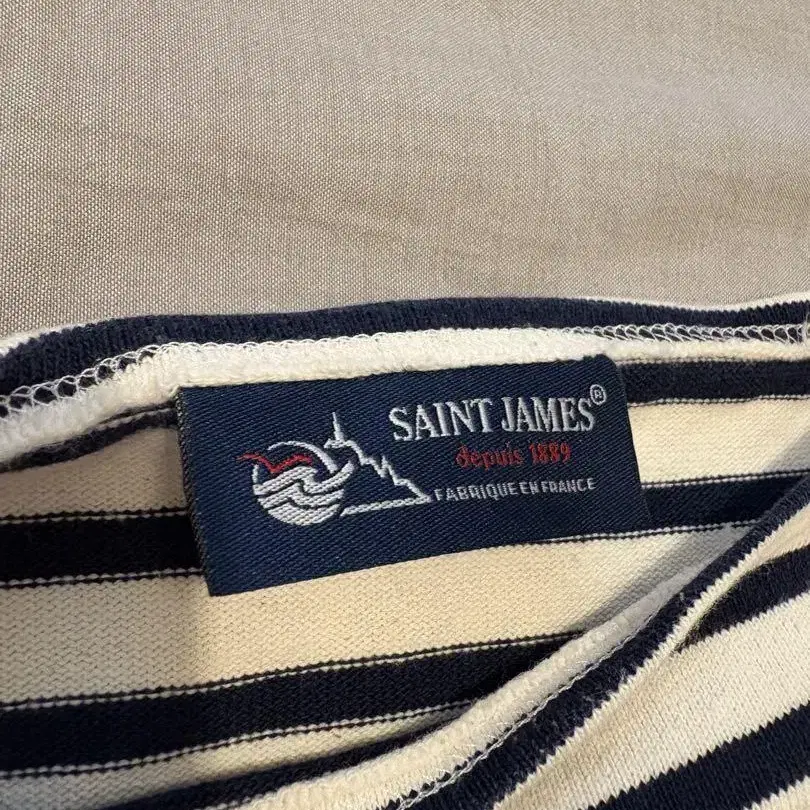 SAINT JAMES®
depuis 1889
FABRIQUE EN FRANCE